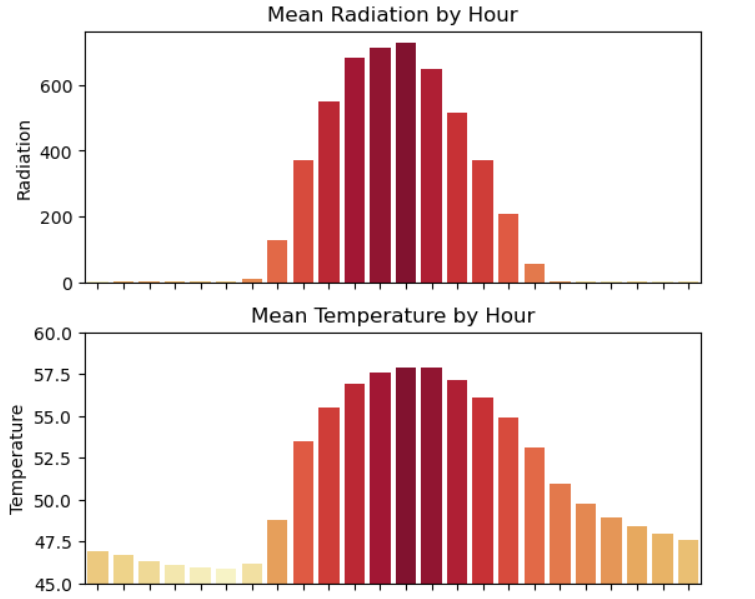 Mean Radiation by Hour
600
400
200
0
Radiation
Mean Temperature by Hour
60.0
57.5
55.0
52.5
50.0
47.5
45.0
Temperature